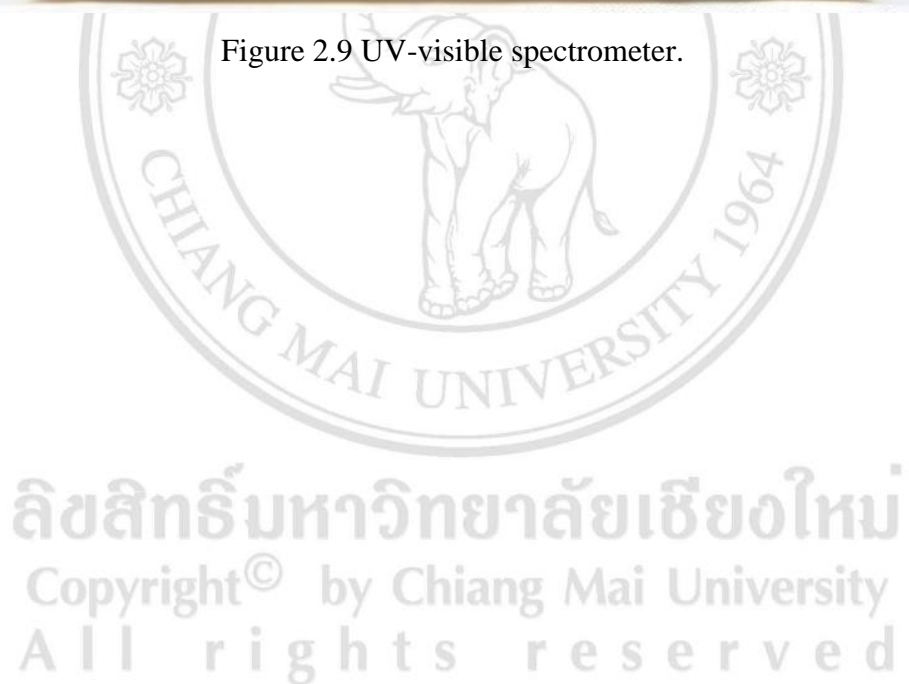 Figure 2.9 UV-visible spectrometer.
CHIANG MAI UNIVERSITY 1964
ลิขสิทธิ์มหาวิทยาลัยเชียงใหม่
Copyright© by Chiang Mai University
All rights reserved